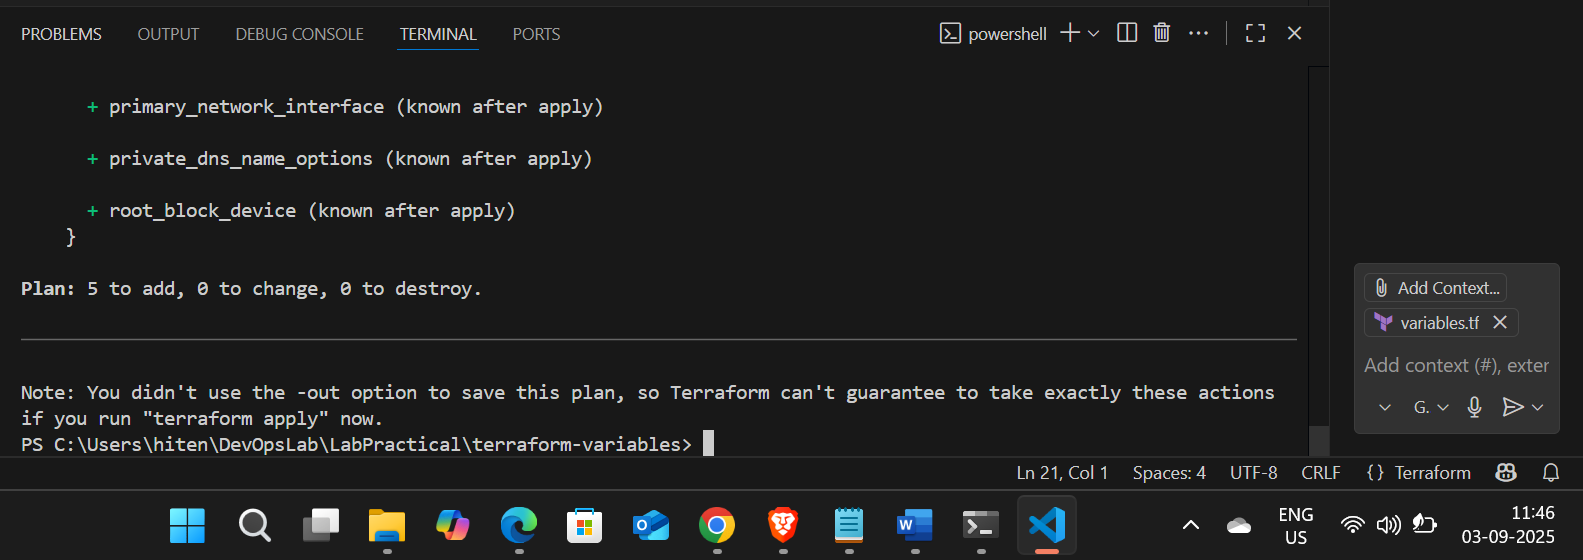 PROBLEMS OUTPUT DEBUG CONSOLE TERMINAL PORTS powershell
+ primary_network_interface (known after apply)
+ private_dns_name_options (known after apply)
+ root_block_device (known after apply)
}
Plan: 5 to add, 0 to change, 0 to destroy.
Note: You didn't use the -out option to save this plan, so Terraform can't guarantee to take exactly these actions
if you run "terraform apply" now.
PS C:\Users\hiten\DevOpsLab\LabPractical\terraform-variables>
Add Context...
variables.tf
Add context (#), exter
G.
Ln 21, Col 1 Spaces: 4 UTF-8 CRLF {} Terraform
ENG
US
11:46
03-09-2025